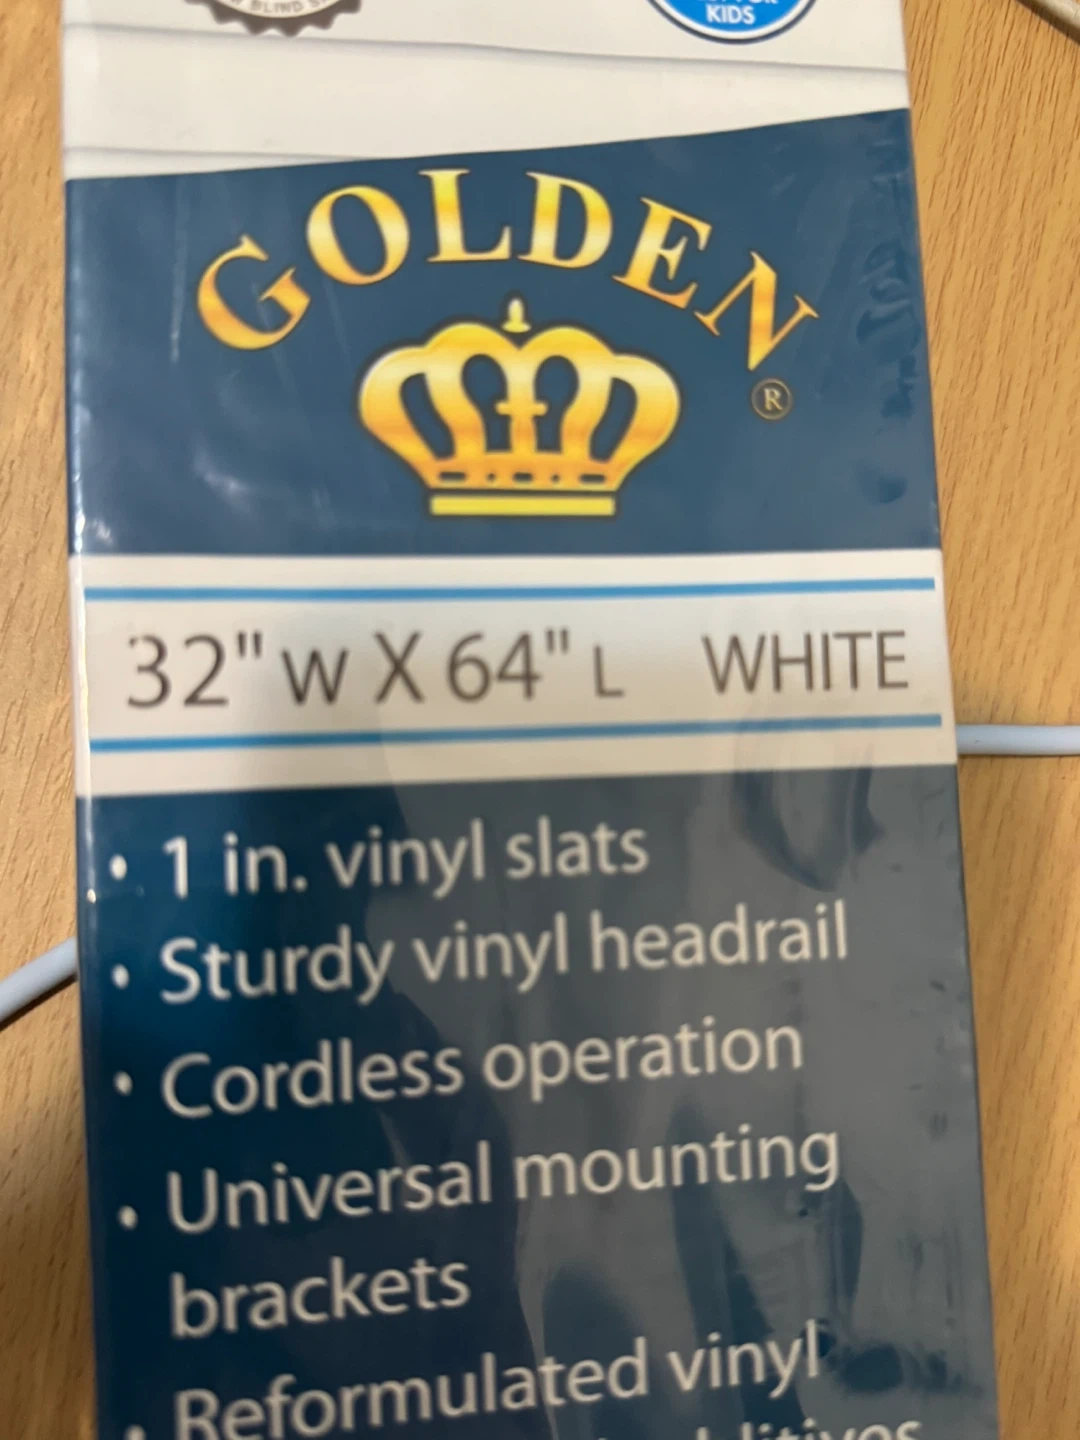 BLIND
KIDS
GOLDEN
®
32" W X 64" L WHITE
• 1 in. vinyl slats
• Sturdy vinyl headrail
• Cordless operation
• Universal mounting
brackets
• Reformulated vinyl